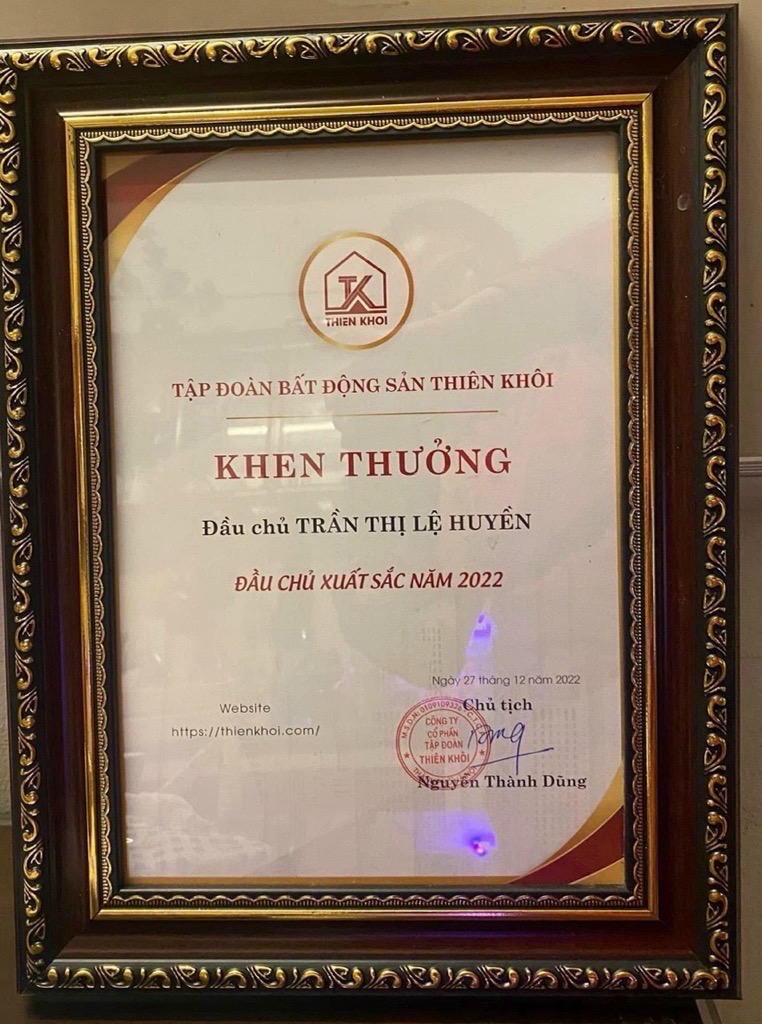 TK
THIEN KHOI
TẬP ĐOÀN BẤT ĐỘNG SẢN THIÊN KHÔI
KHEN THƯỞNG
Đầu chủ TRẦN THỊ LỆ HUYỀN
ĐẦU CHỦ XUẤT SẮC NĂM 2022
Ngày 27 tháng 12 năm 2022
Chủ tịch
Website
https://thienkhoi.com/
CÔNG TY
CỔ PHẦN
TẬP ĐOÀN
THIÊN KHÔI
Nguyễn Thành Dũng